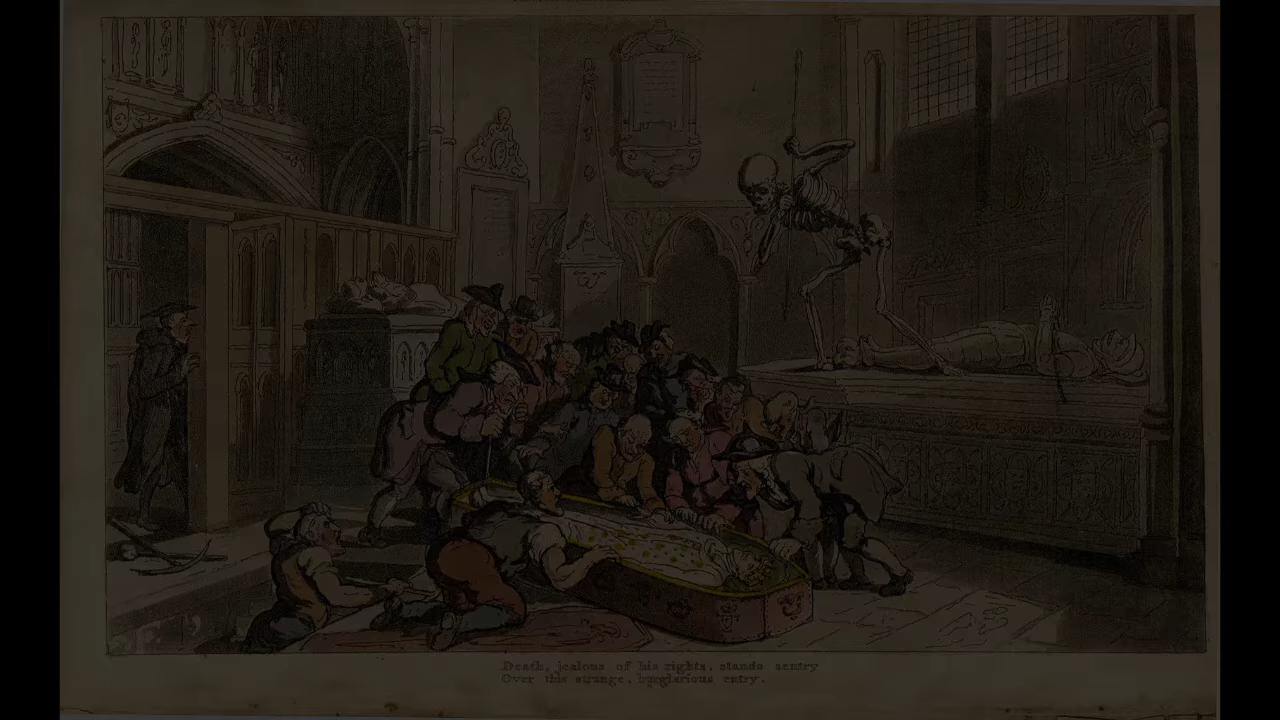 Death, jealous of his rights, stands sentry
Over this strange, burglarious entry.